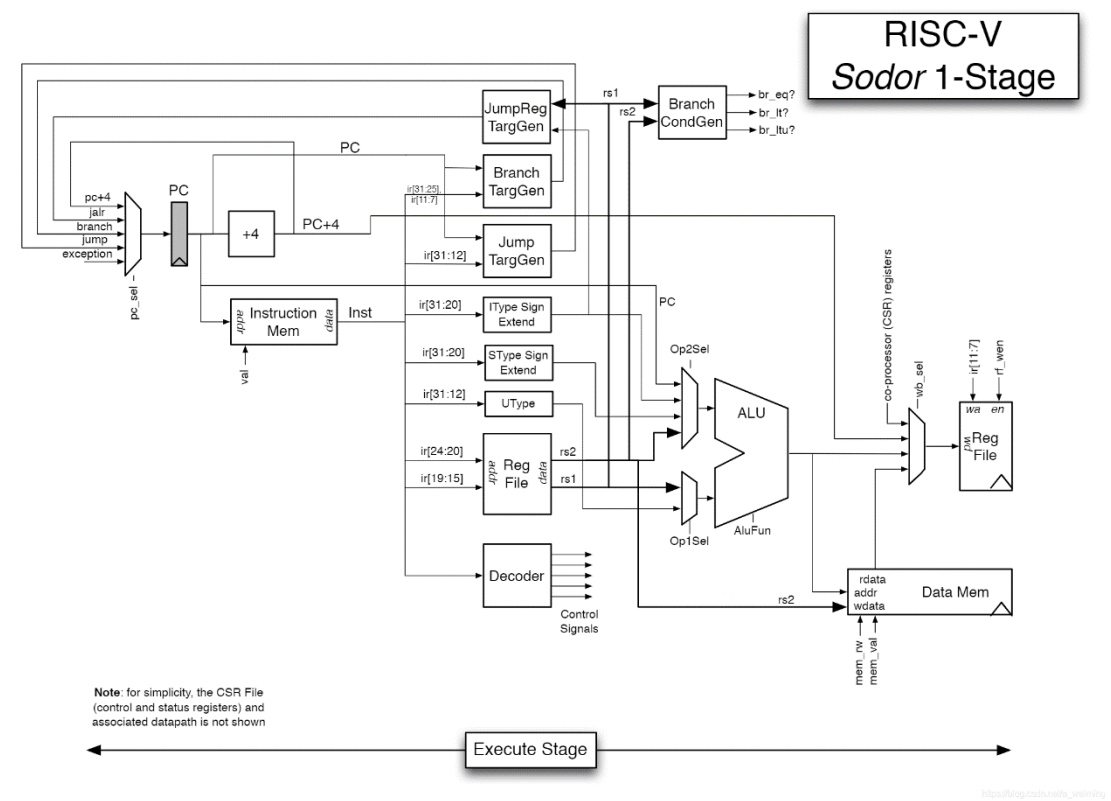 RISC-V
Sodor 1-Stage
rs1
rs2
JumpReg
TargGen
Branch
CondGen
br_eq?
br_lt?
br_ltu?
PC
Branch
TargGen
ir[31:25],
ir[11:7]
PC
pc+4
jalr
branch
jump
exception
pc_sel
+4
PC+4
Jump
TargGen
ir[31:12]
Instruction
Mem
addr
data
val
Inst
ir[31:20]
IType Sign
Extend
PC
ir[31:20]
SType Sign
Extend
ir[31:12]
UType
Op2Sel
ALU
AluFun
Op1Sel
ir[24:20]
ir[19:15]
Reg
File
addr
data
rs2
rs1
co-processor (CSR) registers
wb_sel
ir[11:7]
rf_wen
wa
en
wd
Reg
File
Decoder
Control
Signals
rs2
rdata
addr
wdata
Data Mem
mem_rw
mem_val
Note: for simplicity, the CSR File
(control and status registers) and
associated datapath is not shown
Execute Stage